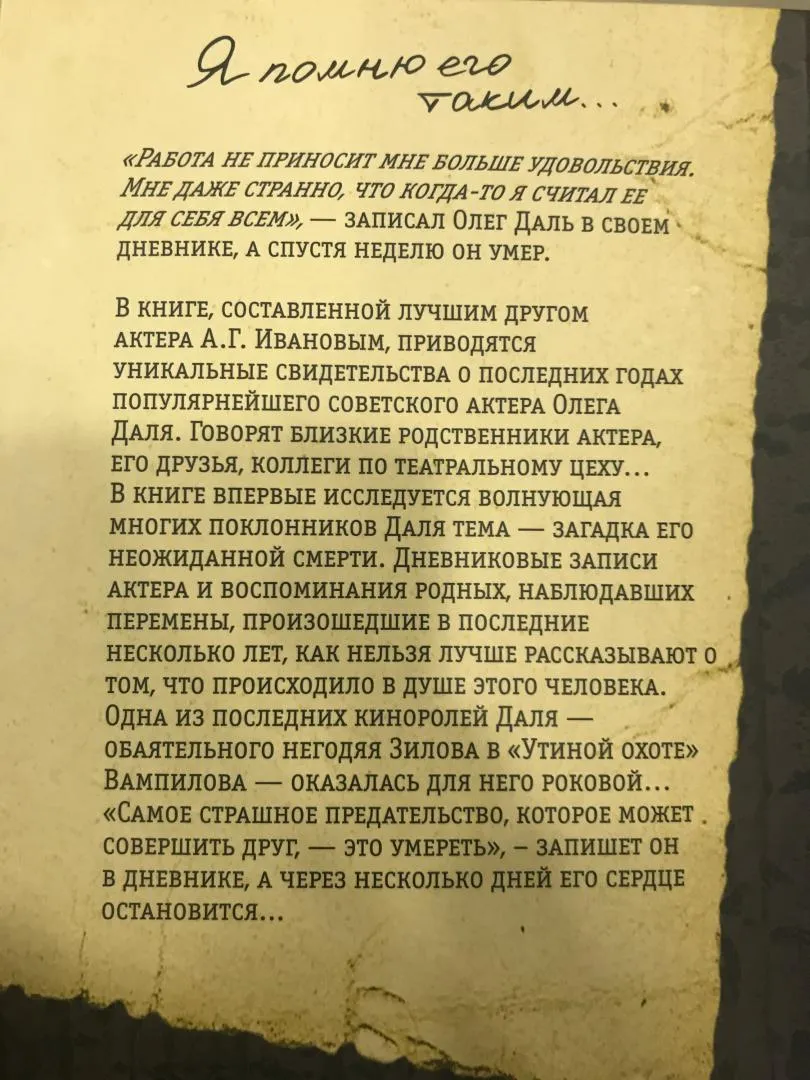 Я помню его
таким...
«Работа не приносит мне больше удовольствия.
Мне даже странно, что когда-то я считал ее
для себя всем», — записал Олег Даль в своем
дневнике, а спустя неделю он умер.
В книге, составленной лучшим другом
актера А.Г. Ивановым, приводятся
уникальные свидетельства о последних годах
популярнейшего советского актера Олега
Даля. Говорят близкие родственники актера,
его друзья, коллеги по театральному цеху...
В книге впервые исследуется волнующая
многих поклонников Даля тема — загадка его
неожиданной смерти. Дневниковые записи
актера и воспоминания родных, наблюдавших
перемены, произошедшие в последние
несколько лет, как нельзя лучше рассказывают о
том, что происходило в душе этого человека.
Одна из последних киноролей Даля —
обаятельного негодяя Зилова в «Утиной охоте»
Вампилова — оказалась для него роковой...
«Самое страшное предательство, которое может
совершить друг, — это умереть», – запишет он
в дневнике, а через несколько дней его сердце
остановится...